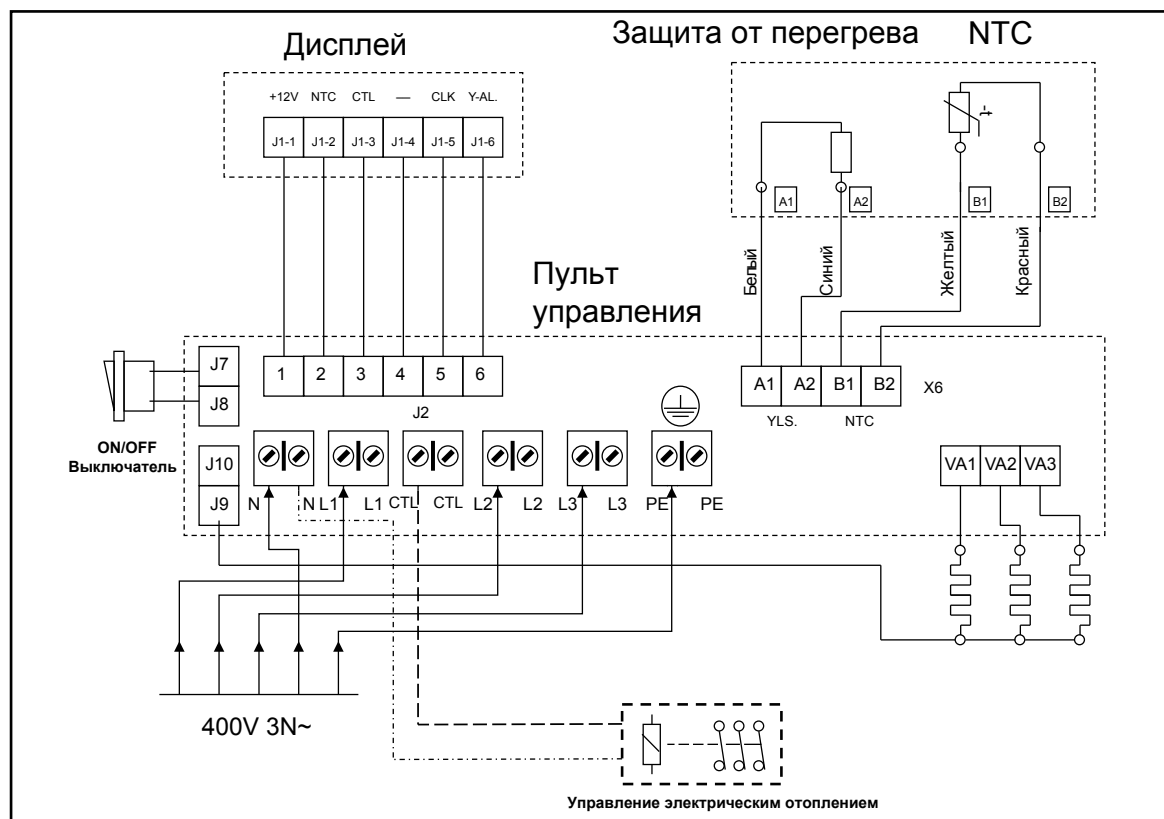 Дисплей
Защита от перегрева NTC
+12V NTC CTL — CLK Y-AL.
J1-1 J1-2 J1-3 J1-4 J1-5 J1-6
-t
A1 A2 B1 B2
Белый
Синий
Желтый
Красный
Пульт
управления
J7
J8
1 2 3 4 5 6
J2
A1 A2 B1 B2 X6
YLS. NTC
ON/OFF
Выключатель
J10
J9
N N L1 L1 CTL CTL L2 L2 L3 L3 PE PE
VA1 VA2 VA3
400V 3N~
Управление электрическим отоплением